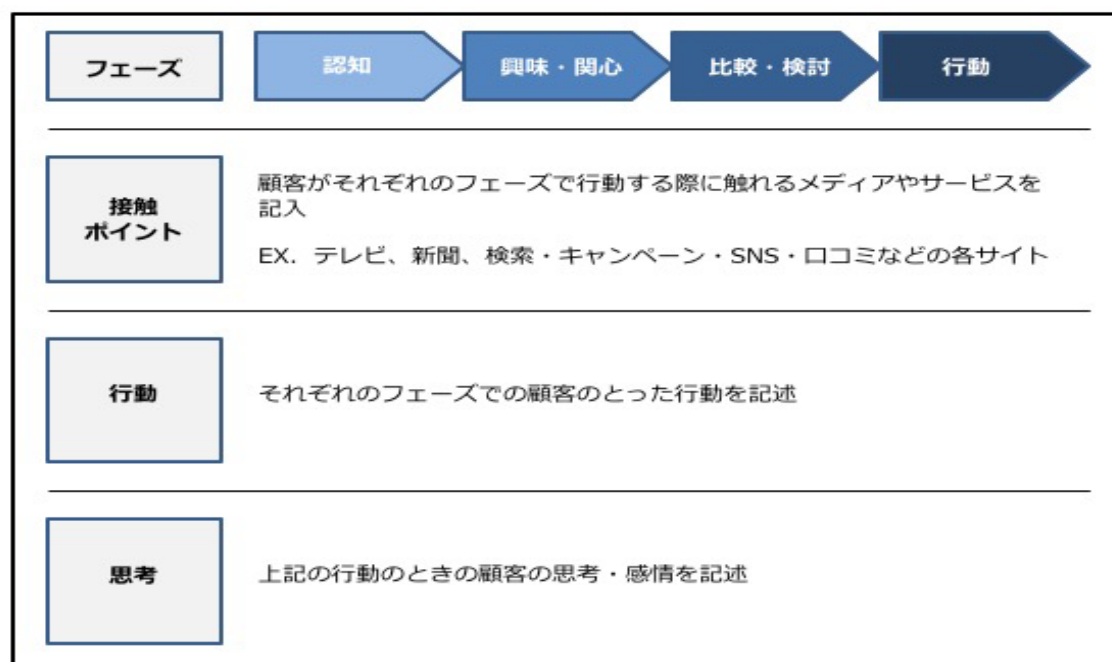 フェーズ
認知
興味・関心
比較・検討
行動
接触
ポイント
顧客がそれぞれのフェーズで行動する際に触れるメディアやサービスを
記入
EX. テレビ、新聞、検索・キャンペーン・SNS・口コミなどの各サイト
行動
それぞれのフェーズでの顧客のとった行動を記述
思考
上記の行動のときの顧客の思考・感情を記述